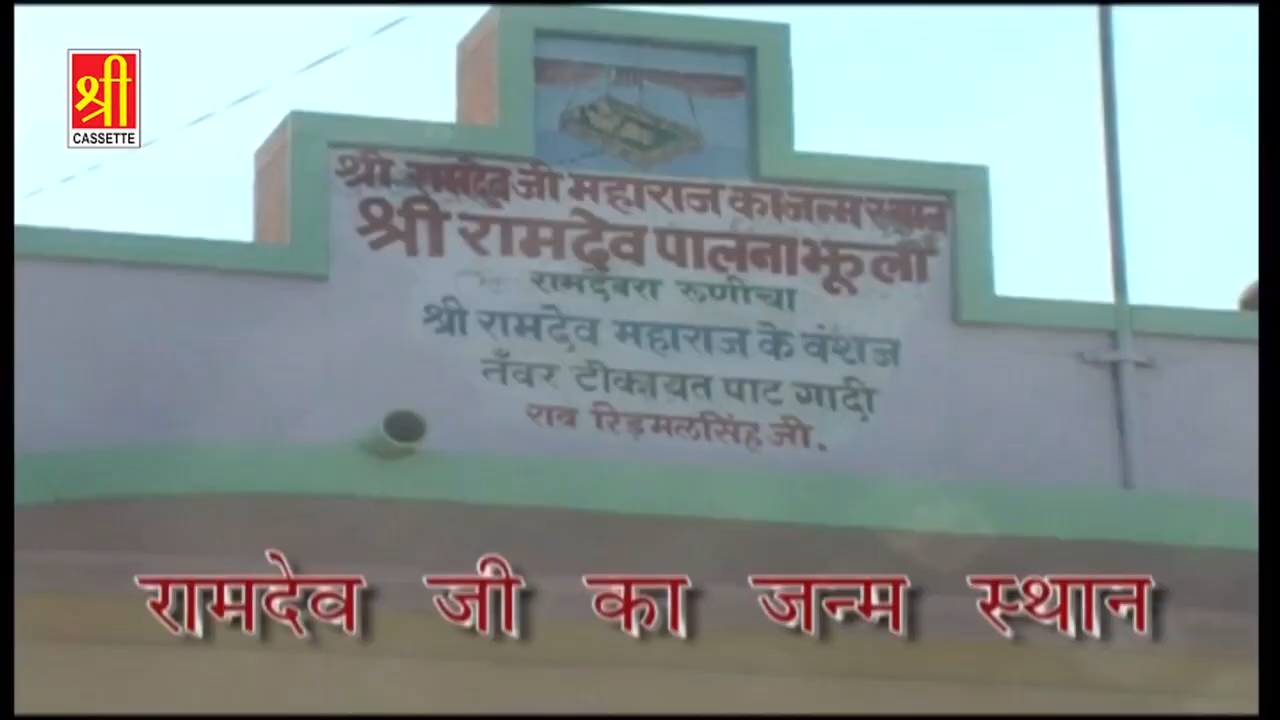 श्री
CASSETTE
श्री रामदेव जी महाराज का जन्म स्थान
श्री रामदेव पालना झूला
रामदेवरा रूणीचा
श्री रामदेव महाराज के वंशज
तँवर टीकायत पाट गादी
राव रिड़मलसिंह जी.
रामदेव जी का जन्म स्थान